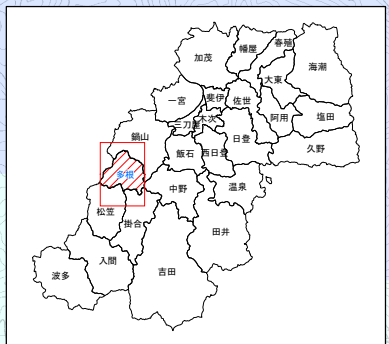 春殖
幡屋
加茂
海潮
大東
斐伊
佐世
一宮
木次
塩田
阿用
三刀屋
鍋山
日登
久野
飯石
西日登
多根
温泉
中野
松笠
掛合
田井
入間
吉田
波多